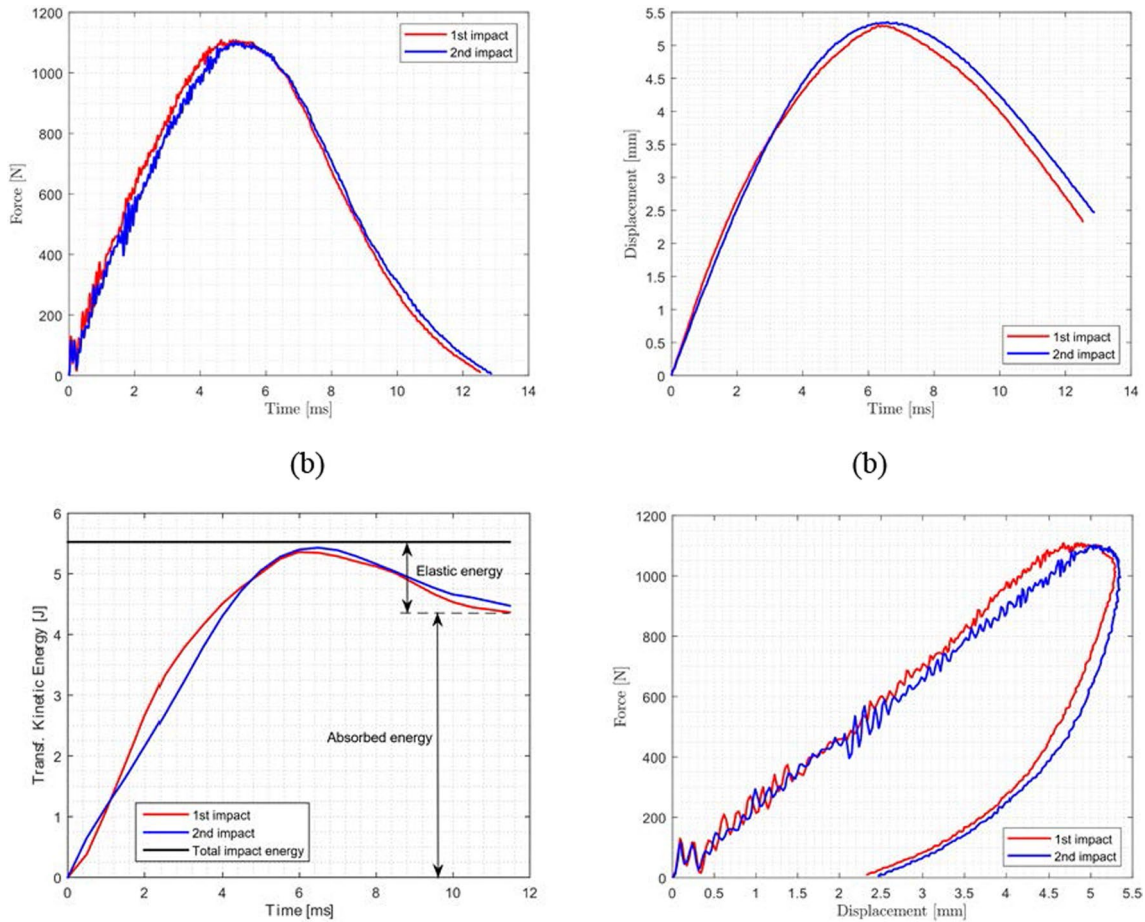 1200
1000
800
600
400
200
0
Force [N]
1st impact
2nd impact
0 2 4 6 8 10 12 14
Time [ms]
5.5
5
4.5
4
3.5
3
2.5
2
1.5
1
0.5
0
Displacement [mm]
1st impact
2nd impact
0 2 4 6 8 10 12 14
Time [ms]
(b)
(b)
6
5
4
3
2
1
0
Transf. Kinetic Energy [J]
Elastic energy
Absorbed energy
1st impact
2nd impact
Total impact energy
0 2 4 6 8 10 12
Time [ms]
1200
1000
800
600
400
200
0
Force [N]
1st impact
2nd impact
0 0.5 1 1.5 2 2.5 3 3.5 4 4.5 5 5.5
Displacement [mm]